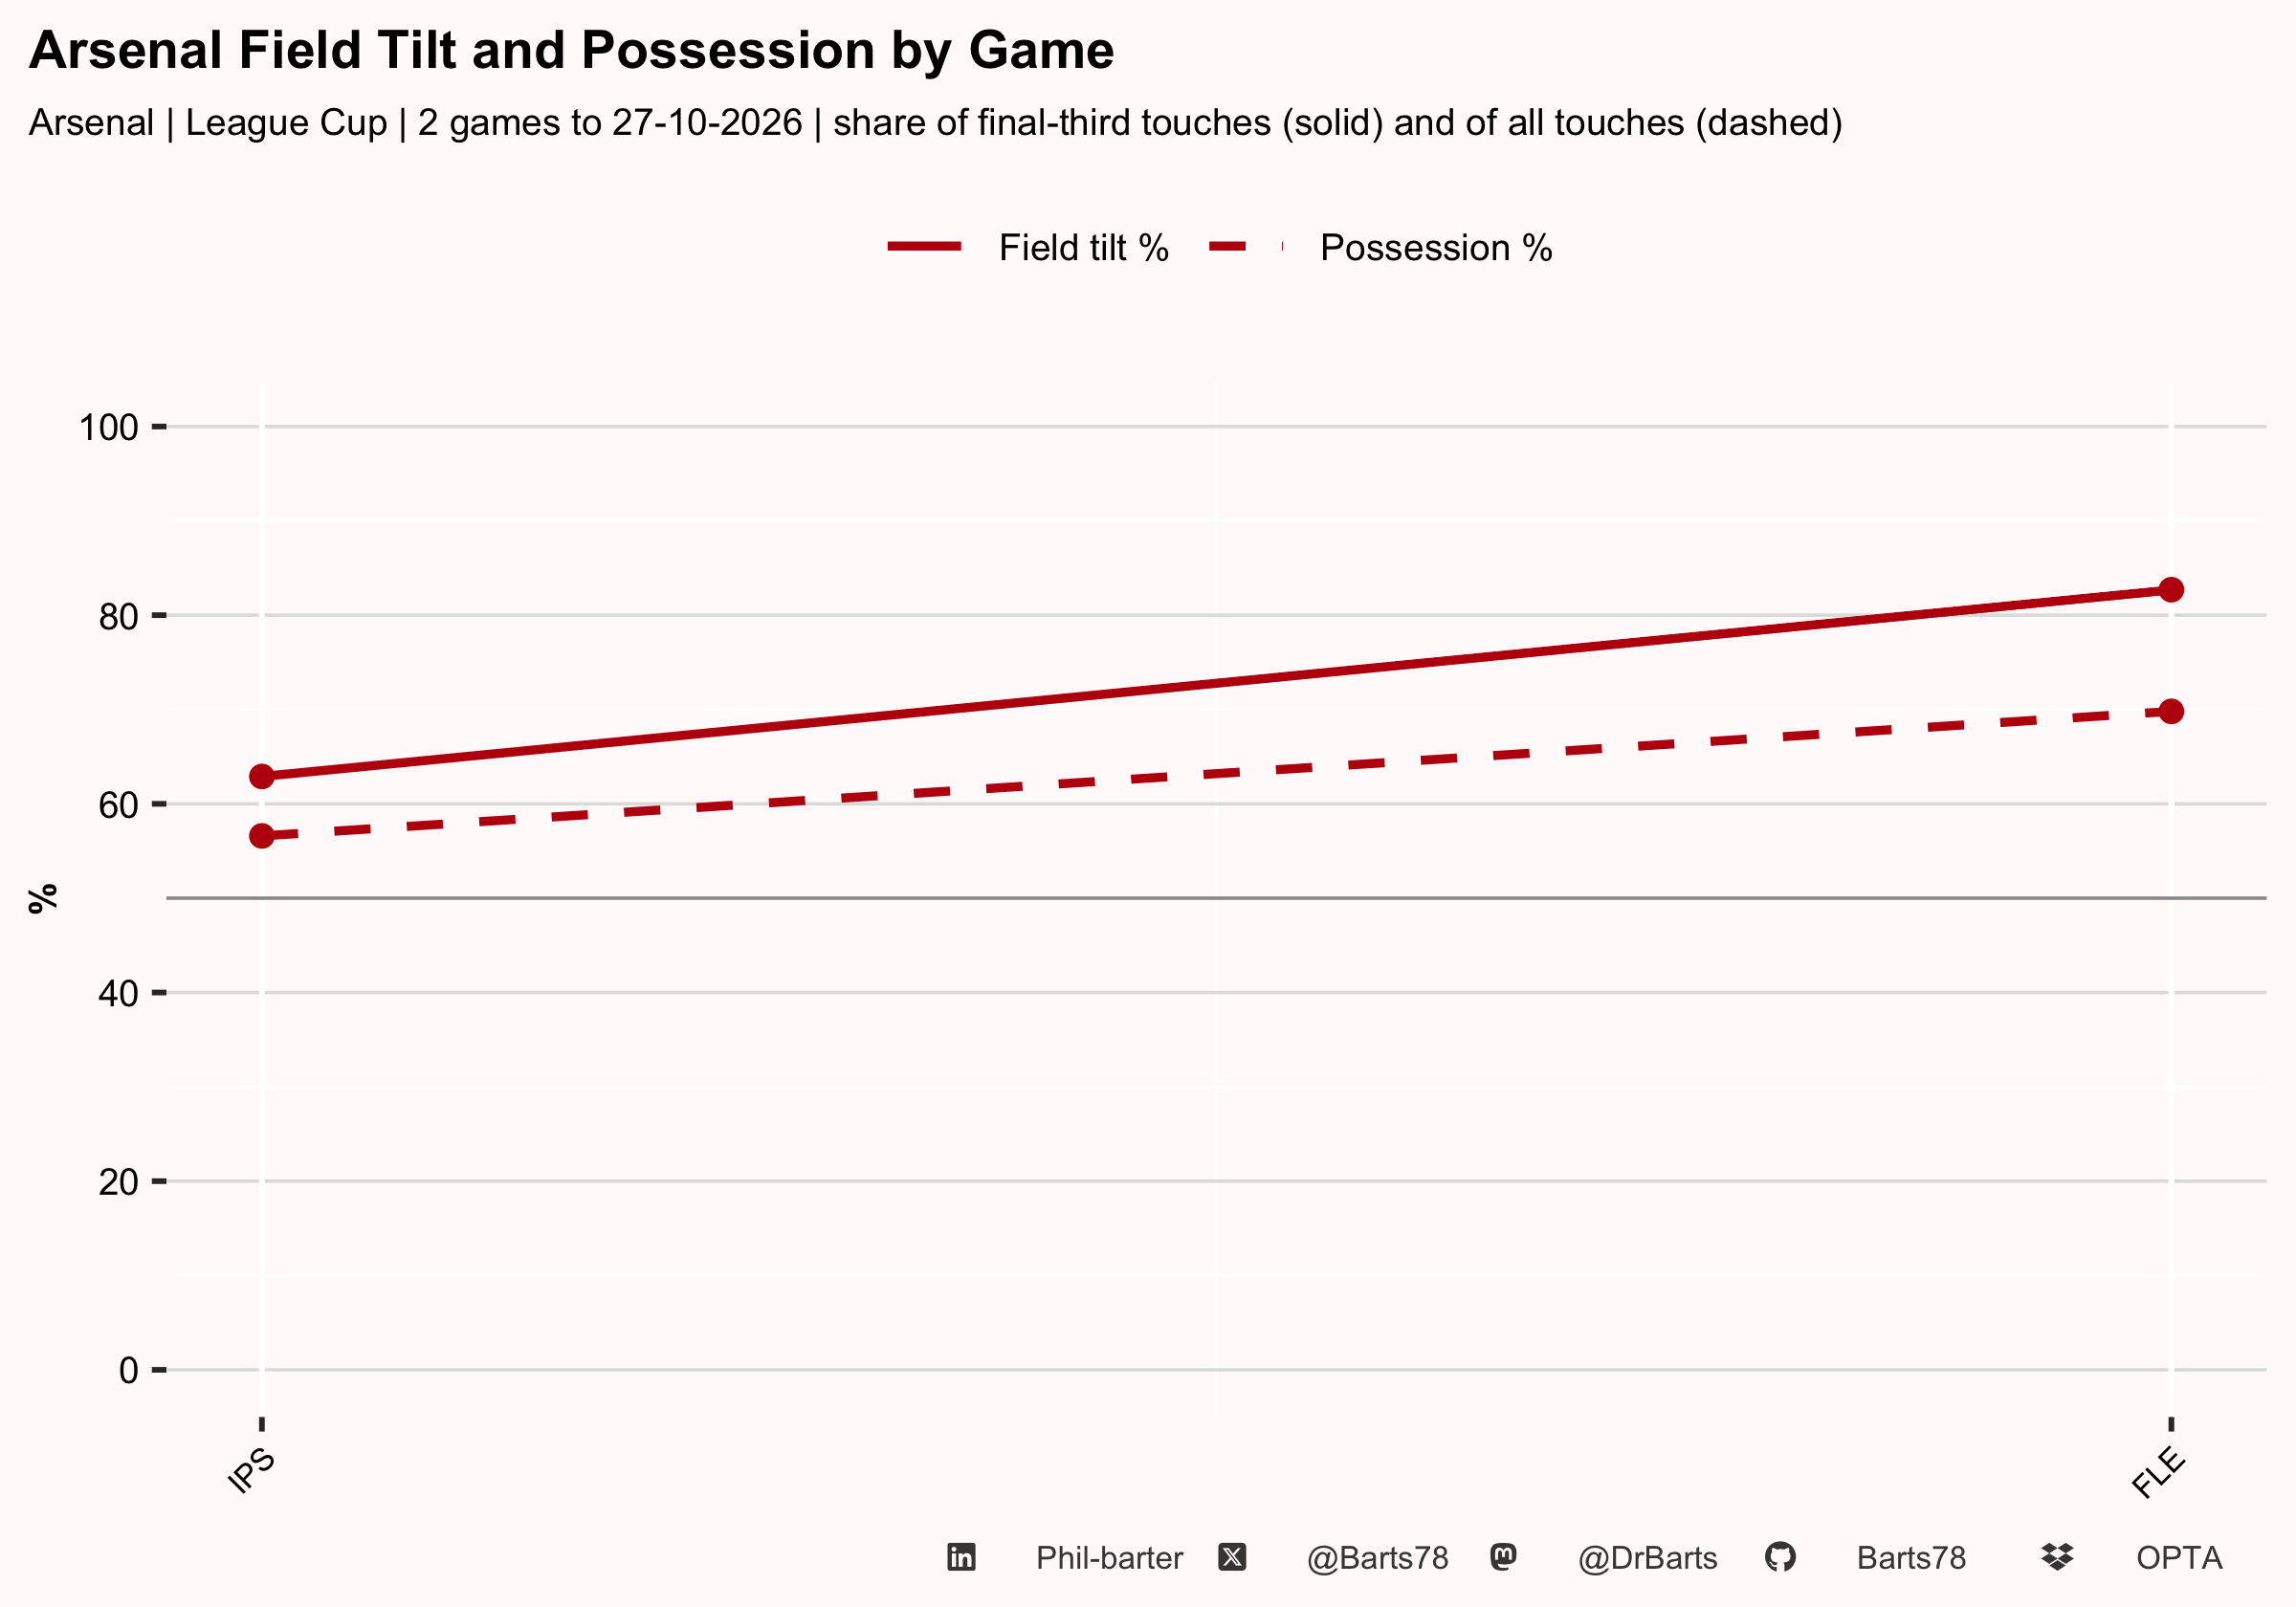 Arsenal Field Tilt and Possession by Game
Arsenal | League Cup | 2 games to 27-10-2026 | share of final-third touches (solid) and of all touches (dashed)
Field tilt % Possession %
100
80
60
%
40
20
0
IPS FLE
Phil-barter @Barts78 @DrBarts Barts78 OPTA